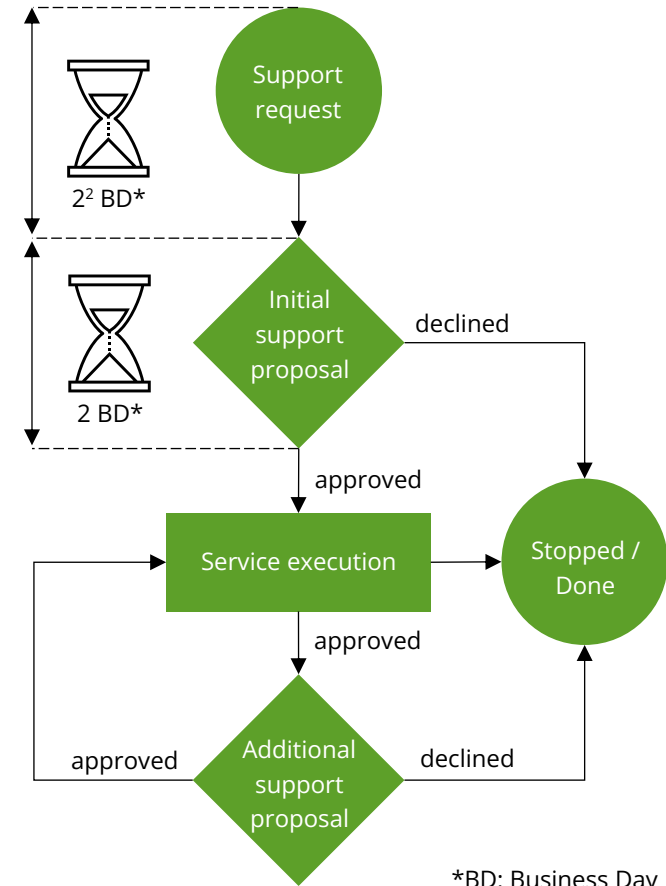 Support
request
2² BD*
Initial
support
proposal
declined
2 BD*
approved
Service execution
Stopped /
Done
approved
Additional
support
proposal
approved
declined
*BD: Business Day